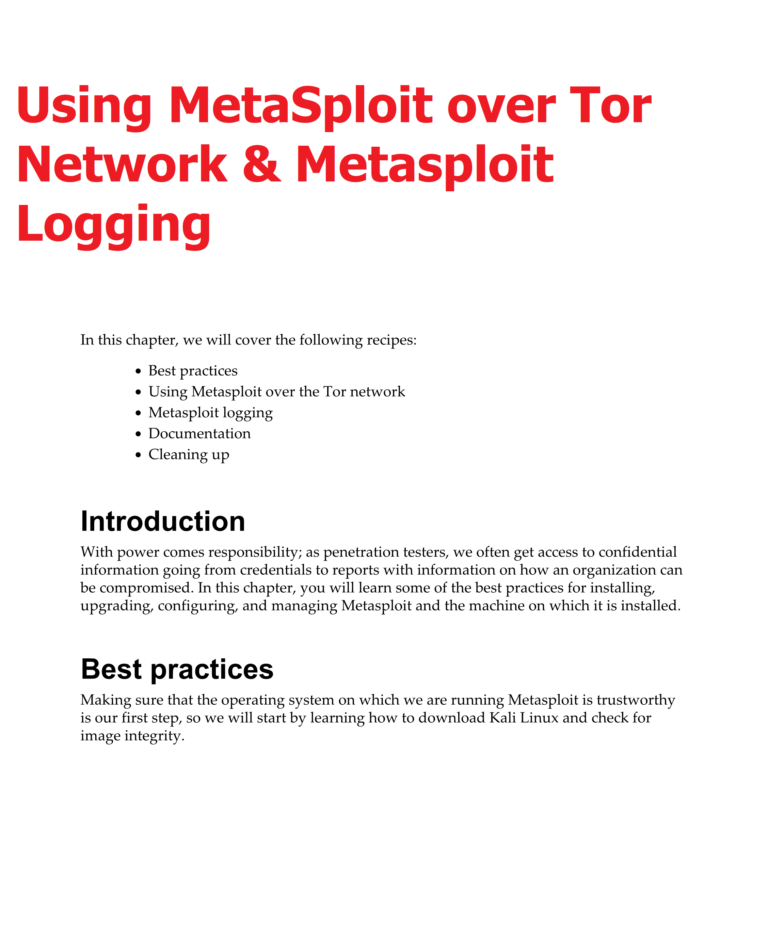 Using MetaSploit over Tor
Network & Metasploit
Logging
In this chapter, we will cover the following recipes:
• Best practices
• Using Metasploit over the Tor network
• Metasploit logging
• Documentation
• Cleaning up
Introduction
With power comes responsibility; as penetration testers, we often get access to confidential
information going from credentials to reports with information on how an organization can
be compromised. In this chapter, you will learn some of the best practices for installing,
upgrading, configuring, and managing Metasploit and the machine on which it is installed.
Best practices
Making sure that the operating system on which we are running Metasploit is trustworthy
is our first step, so we will start by learning how to download Kali Linux and check for
image integrity.